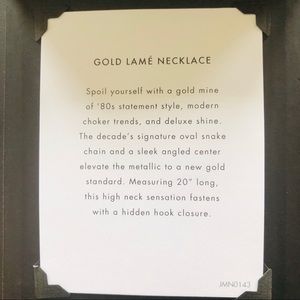 GOLD LAMÉ NECKLACE
Spoil yourself with a gold mine
of '80s statement style, modern
choker trends, and deluxe shine.
The decade's signature oval snake
chain and a sleek angled center
elevate the metallic to a new gold
standard. Measuring 20" long,
this high neck sensation fastens
with a hidden hook closure.
JMN0143